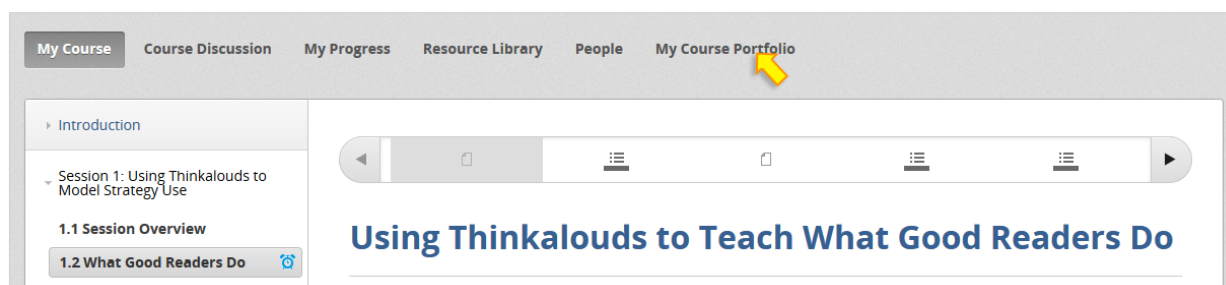 My Course Course Discussion My Progress Resource Library People My Course Portfolio
Introduction
Session 1: Using Thinkalouds to
Model Strategy Use
1.1 Session Overview
1.2 What Good Readers Do
Using Thinkalouds to Teach What Good Readers Do